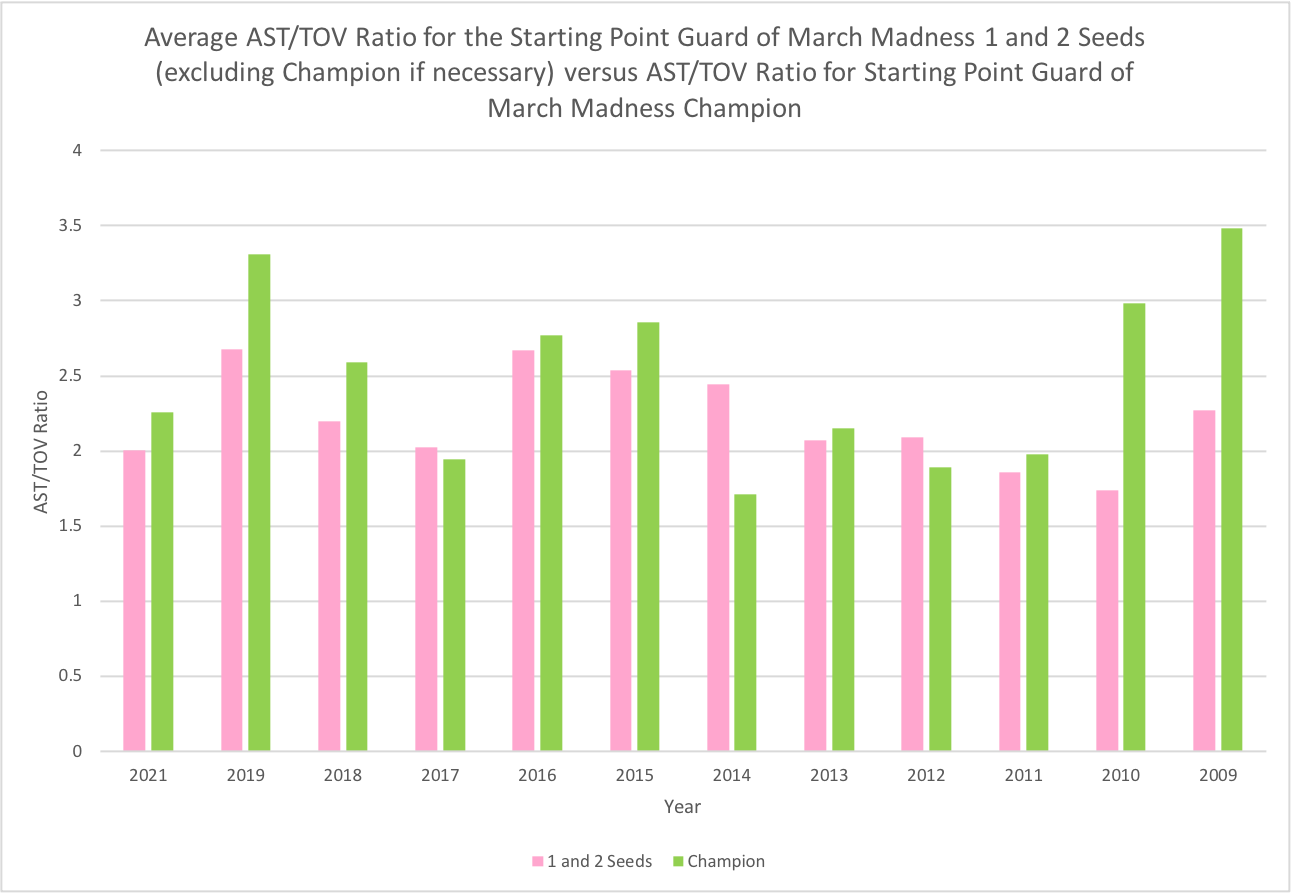 Average AST/TOV Ratio for the Starting Point Guard of March Madness 1 and 2 Seeds
(excluding Champion if necessary) versus AST/TOV Ratio for Starting Point Guard of
March Madness Champion
4
3.5
3
2.5
2
1.5
1
0.5
0
AST/TOV Ratio
2021 2019 2018 2017 2016 2015 2014 2013 2012 2011 2010 2009
Year
1 and 2 Seeds Champion